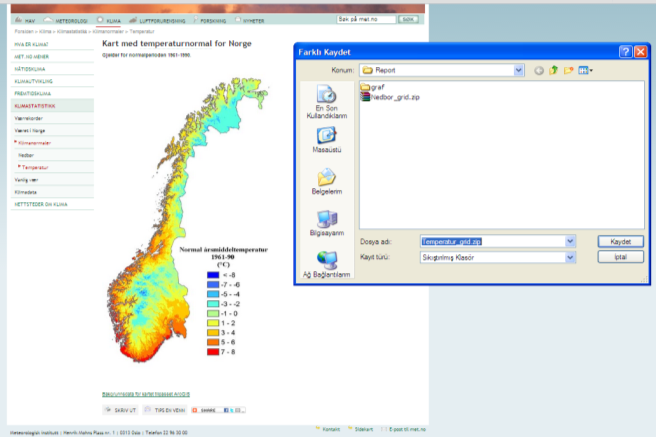 HAV METEOROLOGI KLIMA LUFTFORURENSNING FORSKNING NYHETER
Søk på met.no SØK
Forsiden > Klima > Klimastatistikk > Klimanormaler > Temperatur
HVA ER KLIMA?
MET.NO MENER
NÅTIDSKLIMA
KLIMAUTVIKLING
FREMTIDSKLIMA
KLIMASTATISTIKK
Været i Norge
Klimanormaler
Nedbør
Temperatur
Vanlig vær
Klimadata
NETTSTEDER OM KLIMA
Kart med temperaturnormal for Norge
Gjelder for normalperioden 1961-1990.
Normal årsmiddeltemperatur
1961-90
(°C)
< -8
-7 - -6
-5 - -4
-3 - -2
-1 - 0
1 - 2
3 - 4
5 - 6
7 - 8
SKRIV UT TIPS EN VENN SHARE
Kontakt Sidekart E-post til met.no
Meteorologisk institutt | Henrik Mohns Plass nr. 1 | 0313 Oslo | Telefon 22 96 30 00
Farklı Kaydet
Konum: Report
graf
Nedbor_grid.zip
En Son
Kullandıklarım
Masaüstü
Belgelerim
Bilgisayarım
Ağ Bağlantılarım
Dosya adı: Temperatur_grid.zip Kaydet
Kayıt türü: Sıkıştırılmış Klasör İptal